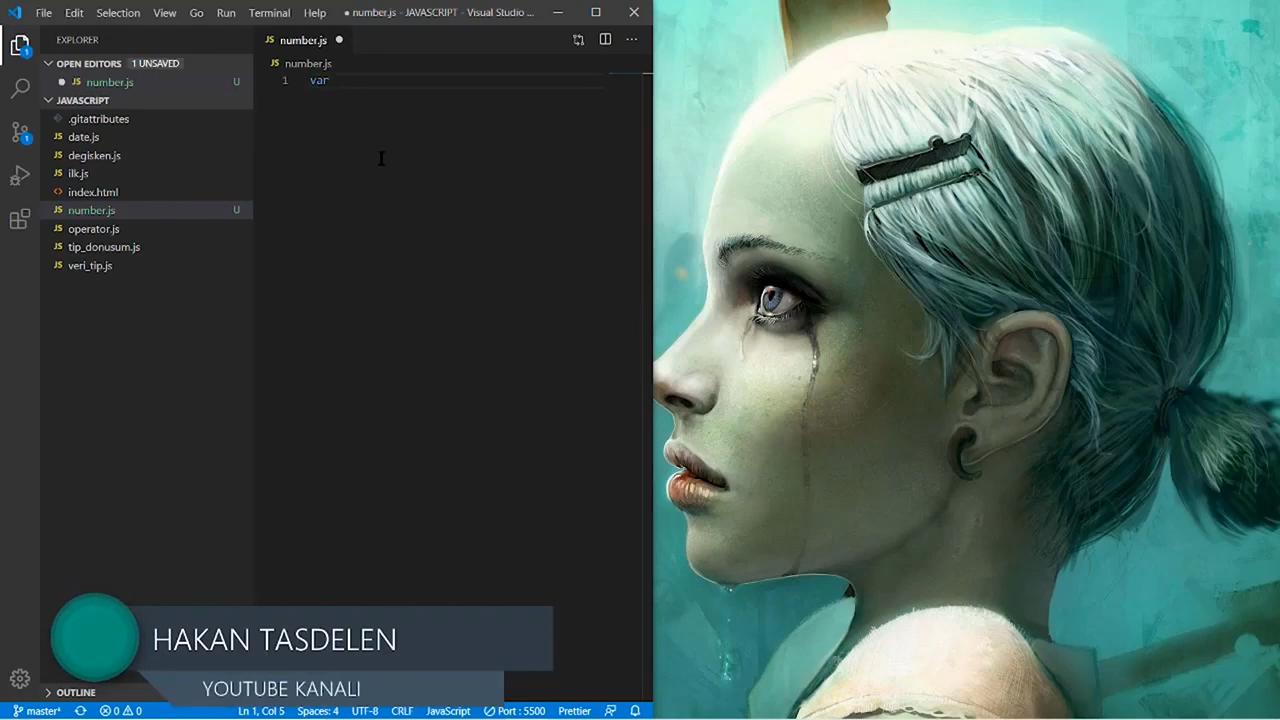 File Edit Selection View Go Run Terminal Help ● number.js - JAVASCRIPT - Visual Studio ...
EXPLORER
JS number.js ●
OPEN EDITORS 1 UNSAVED
● JS number.js U
JS number.js
1 var
JAVASCRIPT
.gitattributes
JS date.js
JS degisken.js
JS ilk.js
<> index.html
JS number.js U
JS operator.js
JS tip_donusum.js
JS veri_tip.js
HAKAN TASDELEN
YOUTUBE KANALI
OUTLINE
master* 0 0 Ln 1, Col 5 Spaces: 4 UTF-8 CRLF JavaScript Port : 5500 Prettier